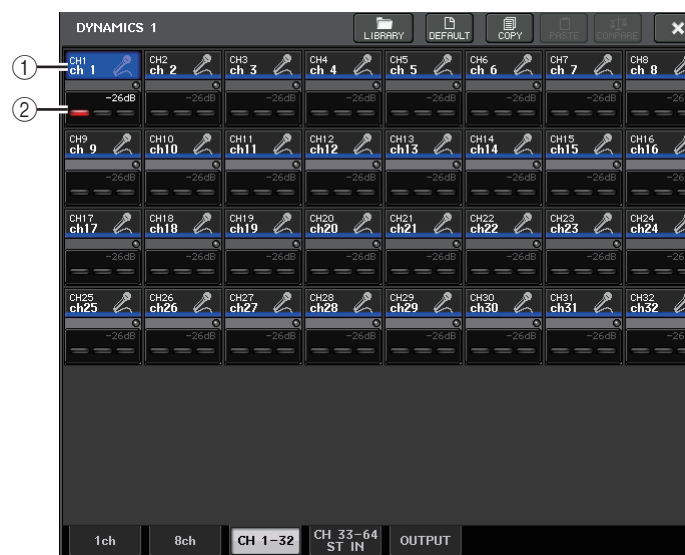 DYNAMICS 1
LIBRARY DEFAULT COPY PASTE COMPARE
① CH1 CH2 CH3 CH4 CH5 CH6 CH7 CH8
ch 1 ch 2 ch 3 ch 4 ch 5 ch 6 ch 7 ch 8
② -26dB -26dB -26dB -26dB -26dB -26dB -26dB -26
CH9 CH10 CH11 CH12 CH13 CH14 CH15 CH16
ch 9 ch10 ch11 ch12 ch13 ch14 ch15 ch16
-26dB -26dB -26dB -26dB -26dB -26dB -26dB -26
CH17 CH18 CH19 CH20 CH21 CH22 CH23 CH24
ch17 ch18 ch19 ch20 ch21 ch22 ch23 ch24
-26dB -26dB -26dB -26dB -26dB -26dB -26dB -26
CH25 CH26 CH27 CH28 CH29 CH30 CH31 CH32
ch25 ch26 ch27 ch28 ch29 ch30 ch31 ch32
-26dB -26dB -26dB -26dB -26dB -26dB -26dB -26
1ch 8ch CH 1-32 CH 33-64 OUTPUT
ST IN